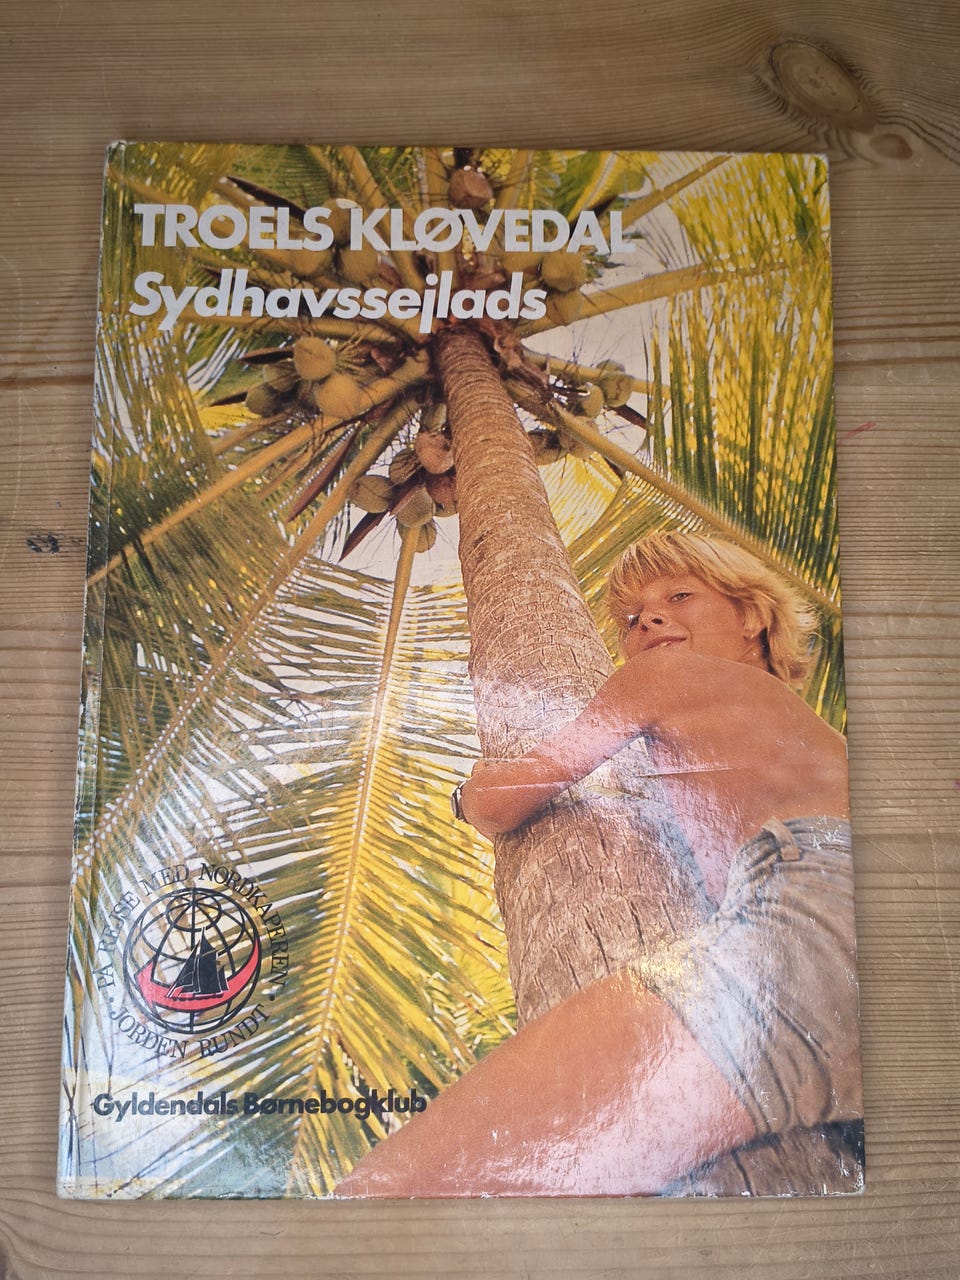 TROELS KLØVEDAL
Sydhavssejlads
PÅ REJSE MED NORDKAPEREN •
JORDEN RUNDT •
Gyldendals Børnebogklub